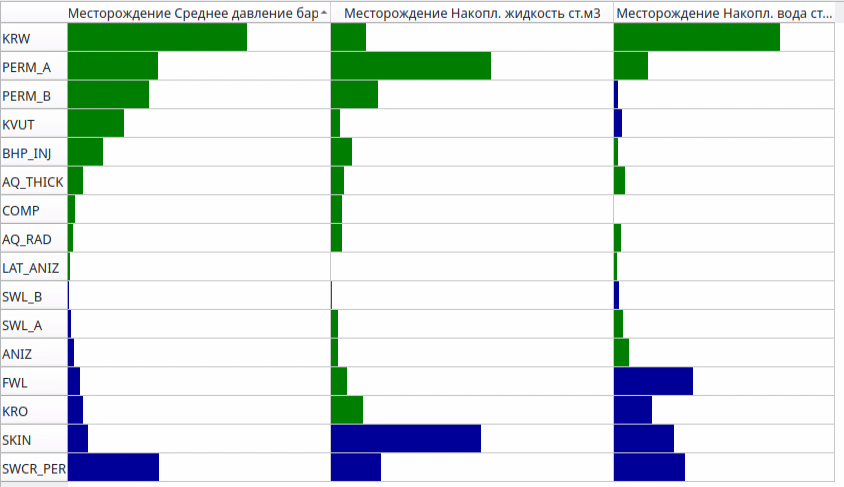 Месторождение Среднее давление бар Месторождение Накопл. жидкость ст.м3 Месторождение Накопл. вода ст...
KRW
PERM_A
PERM_B
KVUT
BHP_INJ
AQ_THICK
COMP
AQ_RAD
LAT_ANIZ
SWL_B
SWL_A
ANIZ
FWL
KRO
SKIN
SWCR_PER